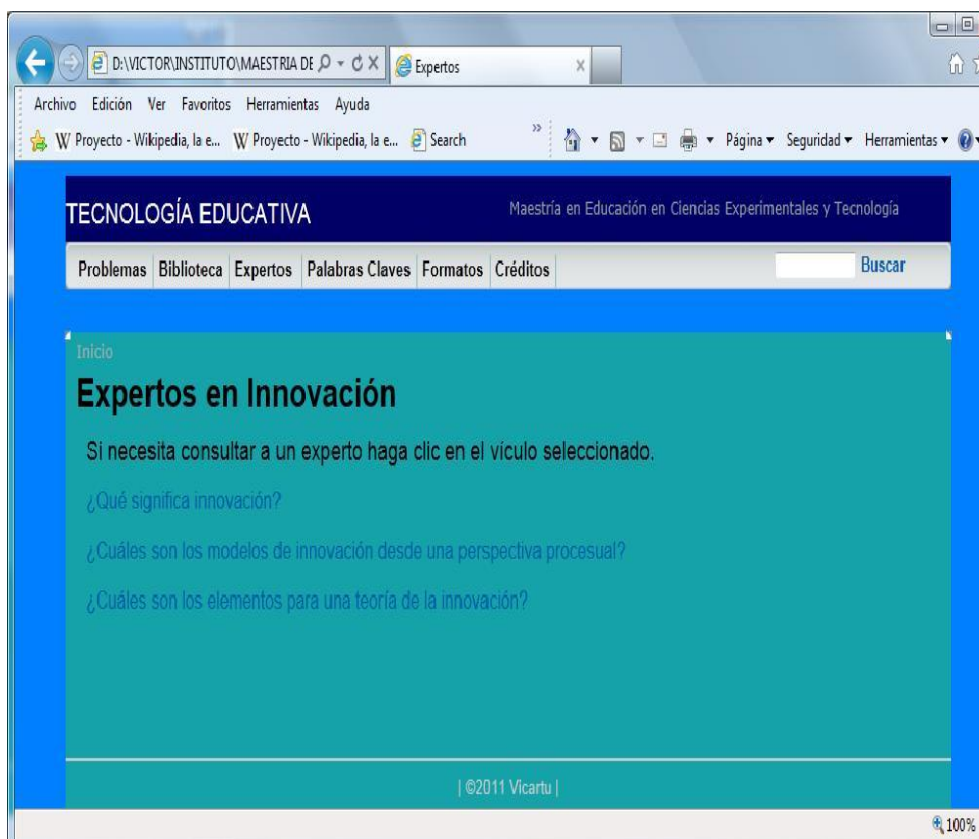 D:\VICTOR\INSTITUTO\MAESTRIA DE
Expertos
Archivo Edición Ver Favoritos Herramientas Ayuda
Proyecto - Wikipedia, la e... Proyecto - Wikipedia, la e... Search » Página Seguridad Herramientas
TECNOLOGÍA EDUCATIVA Maestría en Educación en Ciencias Experimentales y Tecnología
Problemas Biblioteca Expertos Palabras Claves Formatos Créditos Buscar
Inicio
Expertos en Innovación
Si necesita consultar a un experto haga clic en el vículo seleccionado.
¿Qué significa innovación?
¿Cuáles son los modelos de innovación desde una perspectiva procesual?
¿Cuáles son los elementos para una teoría de la innovación?
| ©2011 Vicartu |
100%